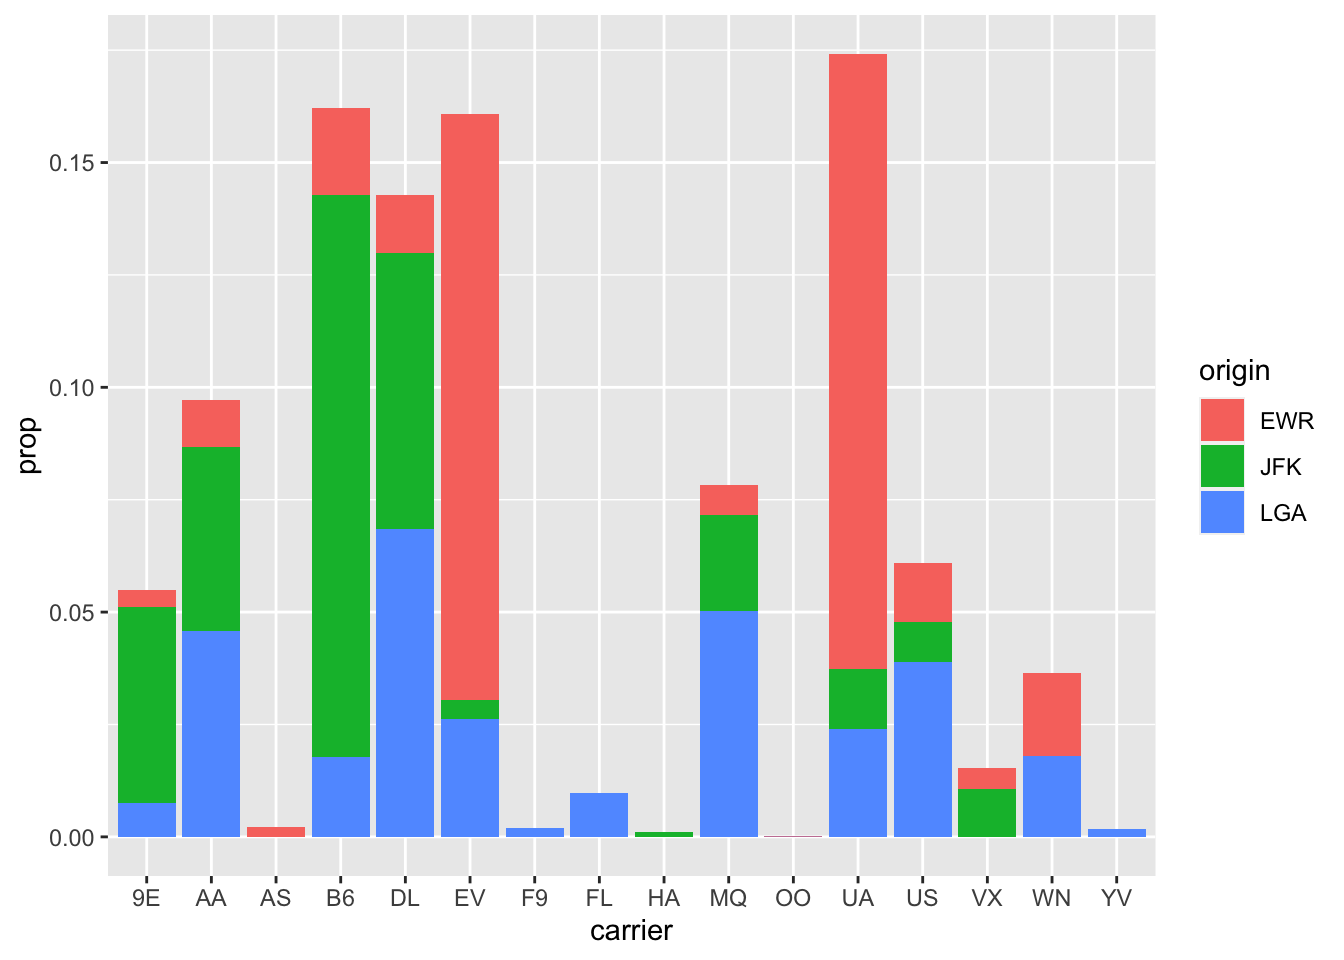 prop
0.15
0.10
0.05
0.00
9E AA AS B6 DL EV F9 FL HA MQ OO UA US VX WN YV
carrier
origin
EWR
JFK
LGA